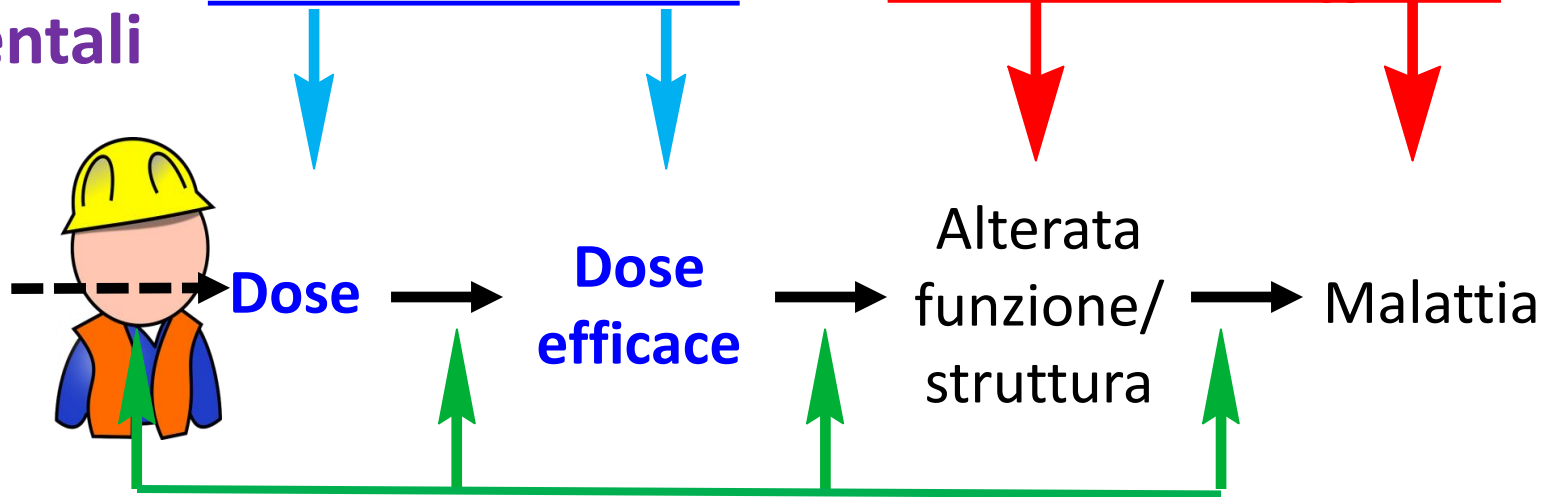 entali
Dose
Dose
efficace
Alterata
funzione/
struttura
Malattia